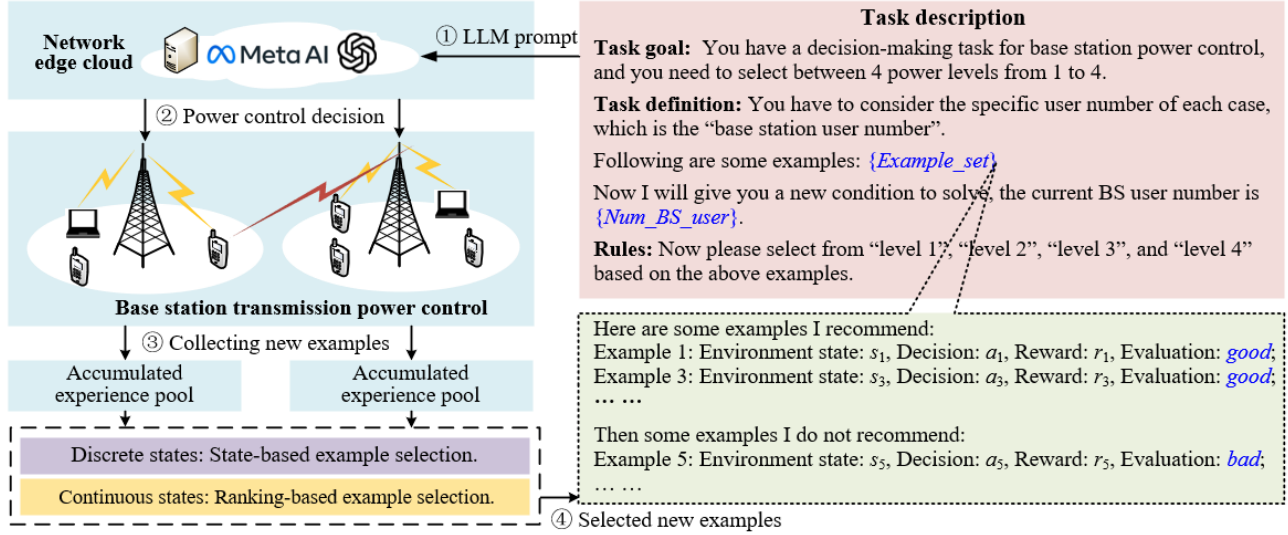 Network
edge cloud
Meta AI
① LLM prompt
② Power control decision
Base station transmission power control
③ Collecting new examples
Accumulated
experience pool
Accumulated
experience pool
Discrete states: State-based example selection.
Continuous states: Ranking-based example selection.
④ Selected new examples
Task description
Task goal:  You have a decision-making task for base station power control,
and you need to select between 4 power levels from 1 to 4.
Task definition: You have to consider the specific user number of each case,
which is the “base station user number”.
Following are some examples: {Example_set}
Now I will give you a new condition to solve, the current BS user number is
{Num_BS_user}.
Rules: Now please select from “level 1”, “level 2”, “level 3”, and “level 4”
based on the above examples.
Here are some examples I recommend:
Example 1: Environment state: s₁, Decision: a₁, Reward: r₁, Evaluation: good;
Example 3: Environment state: s₃, Decision: a₃, Reward: r₃, Evaluation: good;
... ...
Then some examples I do not recommend:
Example 5: Environment state: s₅, Decision: a₅, Reward: r₅, Evaluation: bad;
... ...